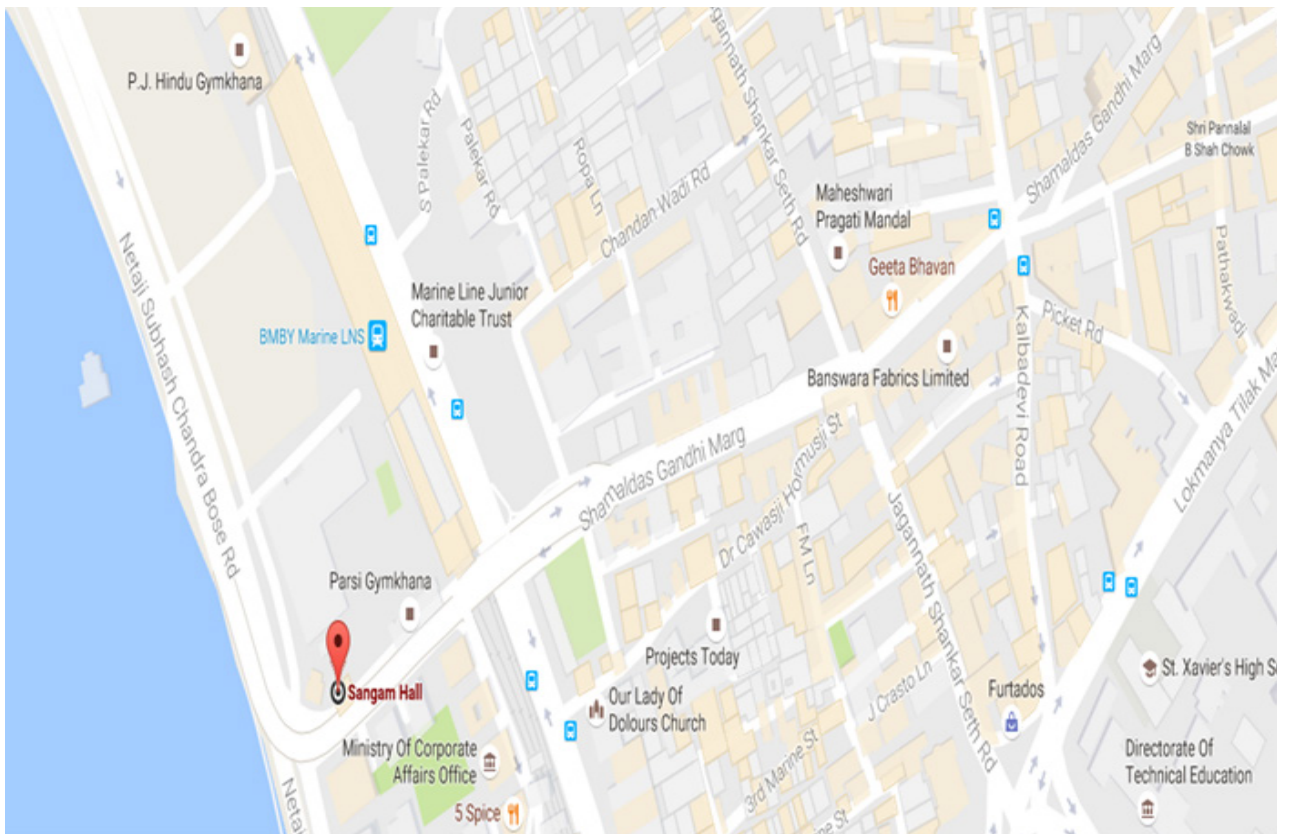 P.J. Hindu Gymkhana
Netaji Subhash Chandra Bose Rd
S Palekar Rd
Palekar Rd
Ropa Ln
Chandan Wadi Rd
Jagannath Shankar Seth Rd
Shamaldas Gandhi Marg
Shri Pannalal
B Shah Chowk
Maheshwari
Pragati Mandal
Geeta Bhavan
Pathakwadi
Marine Line Junior
Charitable Trust
BMBY Marine LNS
Picket Rd
Kalbadevi Road
Banswara Fabrics Limited
Lokmanya Tilak Ma
Shamaldas Gandhi Marg
Dr Cawasji Hormusji St
FM Ln
Jagannath Shankar Seth Rd
Parsi Gymkhana
Sangam Hall
Projects Today
J Crasto Ln
Furtados
St. Xavier's High S
Our Lady Of
Dolours Church
Ministry Of Corporate
Affairs Office
5 Spice
3rd Marine St
ne St
Directorate Of
Technical Education
Netaj